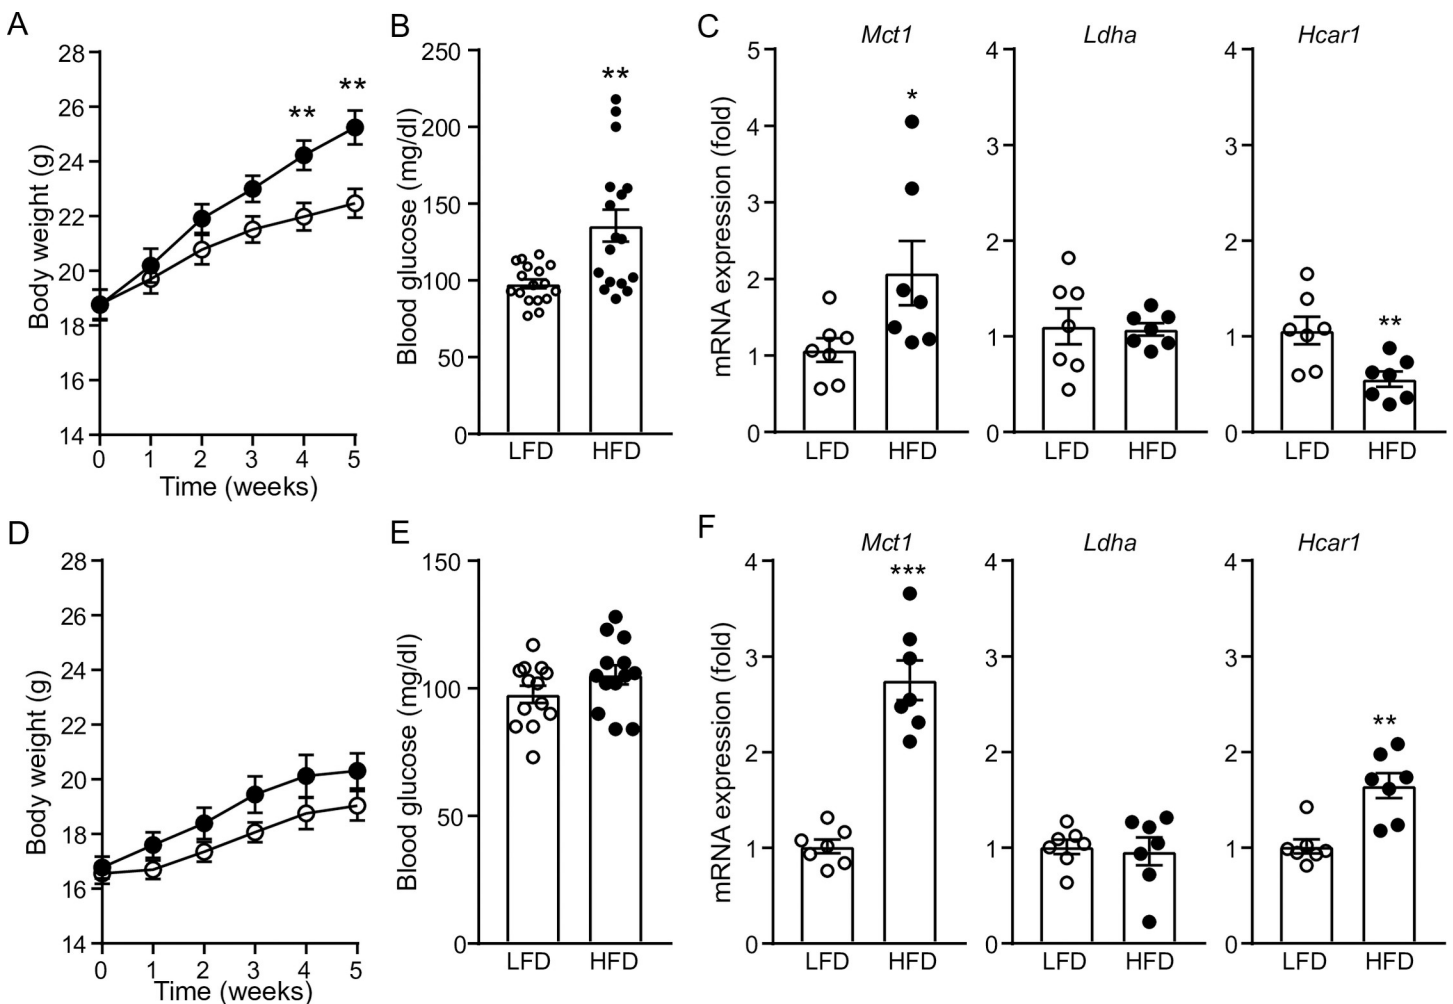 A
Body weight (g)
28
26
24
22
20
18
16
14
**
**
0 1 2 3 4 5
Time (weeks)
B
Blood glucose (mg/dl)
250
200
150
100
50
0
**
LFD HFD
C
mRNA expression (fold)
Mct1
5
4
3
2
1
0
*
LFD HFD
Ldha
4
3
2
1
0
LFD HFD
Hcar1
4
3
2
1
0
**
LFD HFD
D
Body weight (g)
28
26
24
22
20
18
16
14
0 1 2 3 4 5
Time (weeks)
E
Blood glucose (mg/dl)
150
100
50
0
LFD HFD
F
mRNA expression (fold)
Mct1
4
3
2
1
0
***
LFD HFD
Ldha
4
3
2
1
0
LFD HFD
Hcar1
4
3
2
1
0
**
LFD HFD